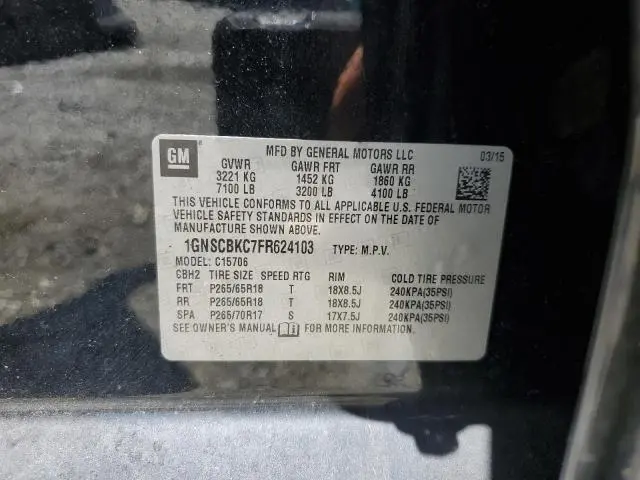 GM
MFD BY GENERAL MOTORS LLC 03/15
GVWR GAWR FRT GAWR RR
3221 KG 1452 KG 1860 KG
7100 LB 3200 LB 4100 LB
THIS VEHICLE CONFORMS TO ALL APPLICABLE U.S. FEDERAL MOTOR
VEHICLE SAFETY STANDARDS IN EFFECT ON THE DATE OF
MANUFACTURE SHOWN ABOVE.
1GNSCBKC7FR624103 TYPE: M.P.V.
MODEL: C15706
CBH2 TIRE SIZE SPEED RTG RIM COLD TIRE PRESSURE
FRT P265/65R18 T 18X8.5J 240KPA(35PSI)
RR P265/65R18 T 18X8.5J 240KPA(35PSI)
SPA P265/70R17 S 17X7.5J 240KPA(35PSI)
SEE OWNER'S MANUAL FOR MORE INFORMATION.